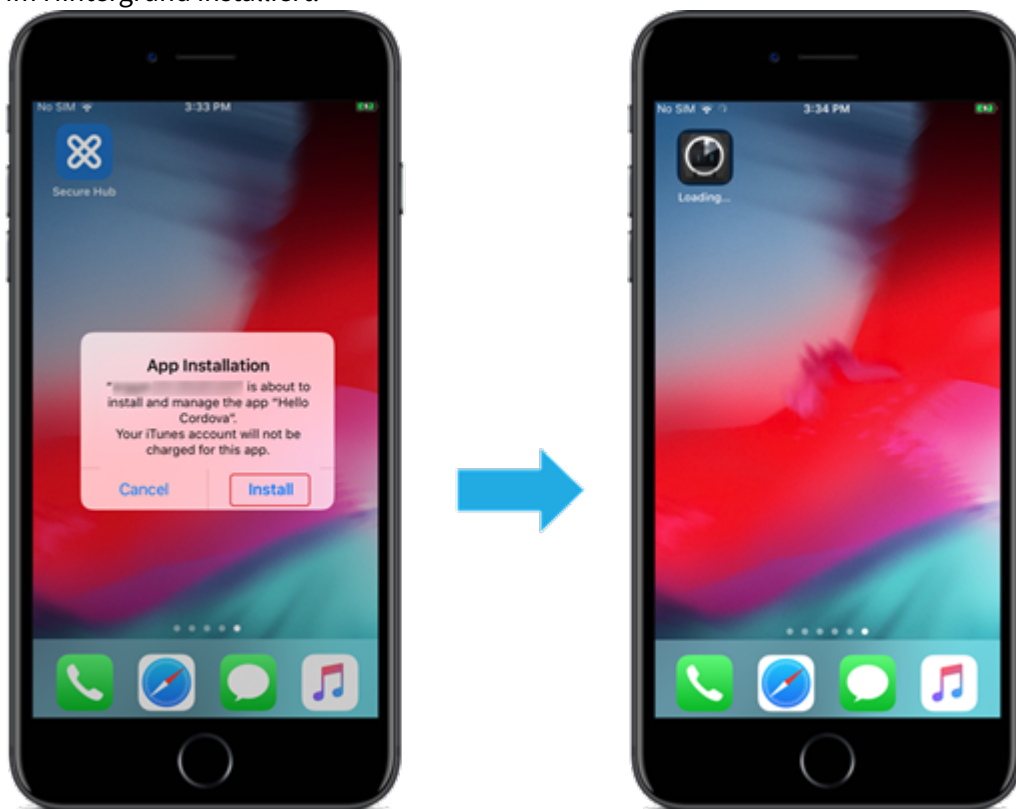 im Hintergrund installiert.
No SIM 3:33 PM
Secure Hub
App Installation
" is about to
install and manage the app "Hello
Cordova".
Your iTunes account will not be
charged for this app.
Cancel Install
No SIM 3:34 PM
Loading...